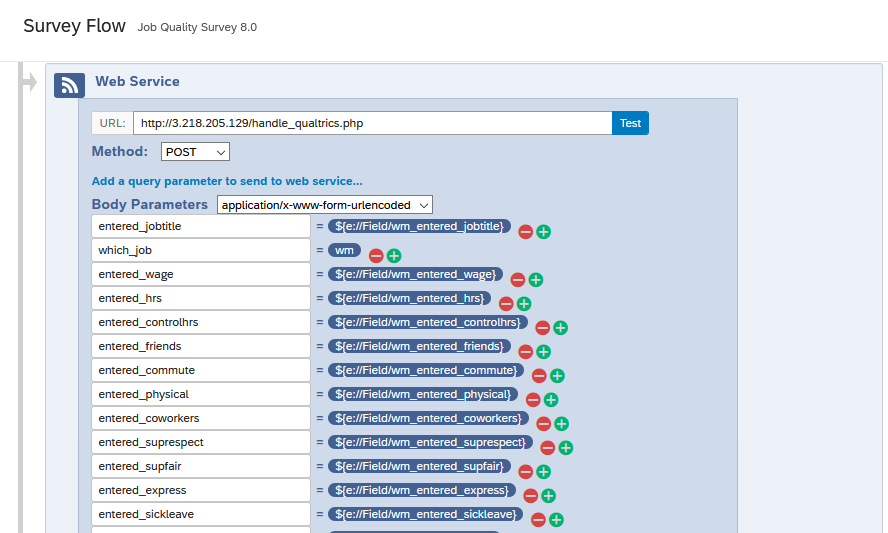 Survey Flow Job Quality Survey 8.0
Web Service
URL: http://3.218.205.129/handle_qualtrics.php Test
Method: POST
Add a query parameter to send to web service...
Body Parameters application/x-www-form-urlencoded
entered_jobtitle = ${e://Field/wm_entered_jobtitle}
which_job = wm
entered_wage = ${e://Field/wm_entered_wage}
entered_hrs = ${e://Field/wm_entered_hrs}
entered_controlhrs = ${e://Field/wm_entered_controlhrs}
entered_friends = ${e://Field/wm_entered_friends}
entered_commute = ${e://Field/wm_entered_commute}
entered_physical = ${e://Field/wm_entered_physical}
entered_coworkers = ${e://Field/wm_entered_coworkers}
entered_suprespect = ${e://Field/wm_entered_suprespect}
entered_supfair = ${e://Field/wm_entered_supfair}
entered_express = ${e://Field/wm_entered_express}
entered_sickleave = ${e://Field/wm_entered_sickleave}